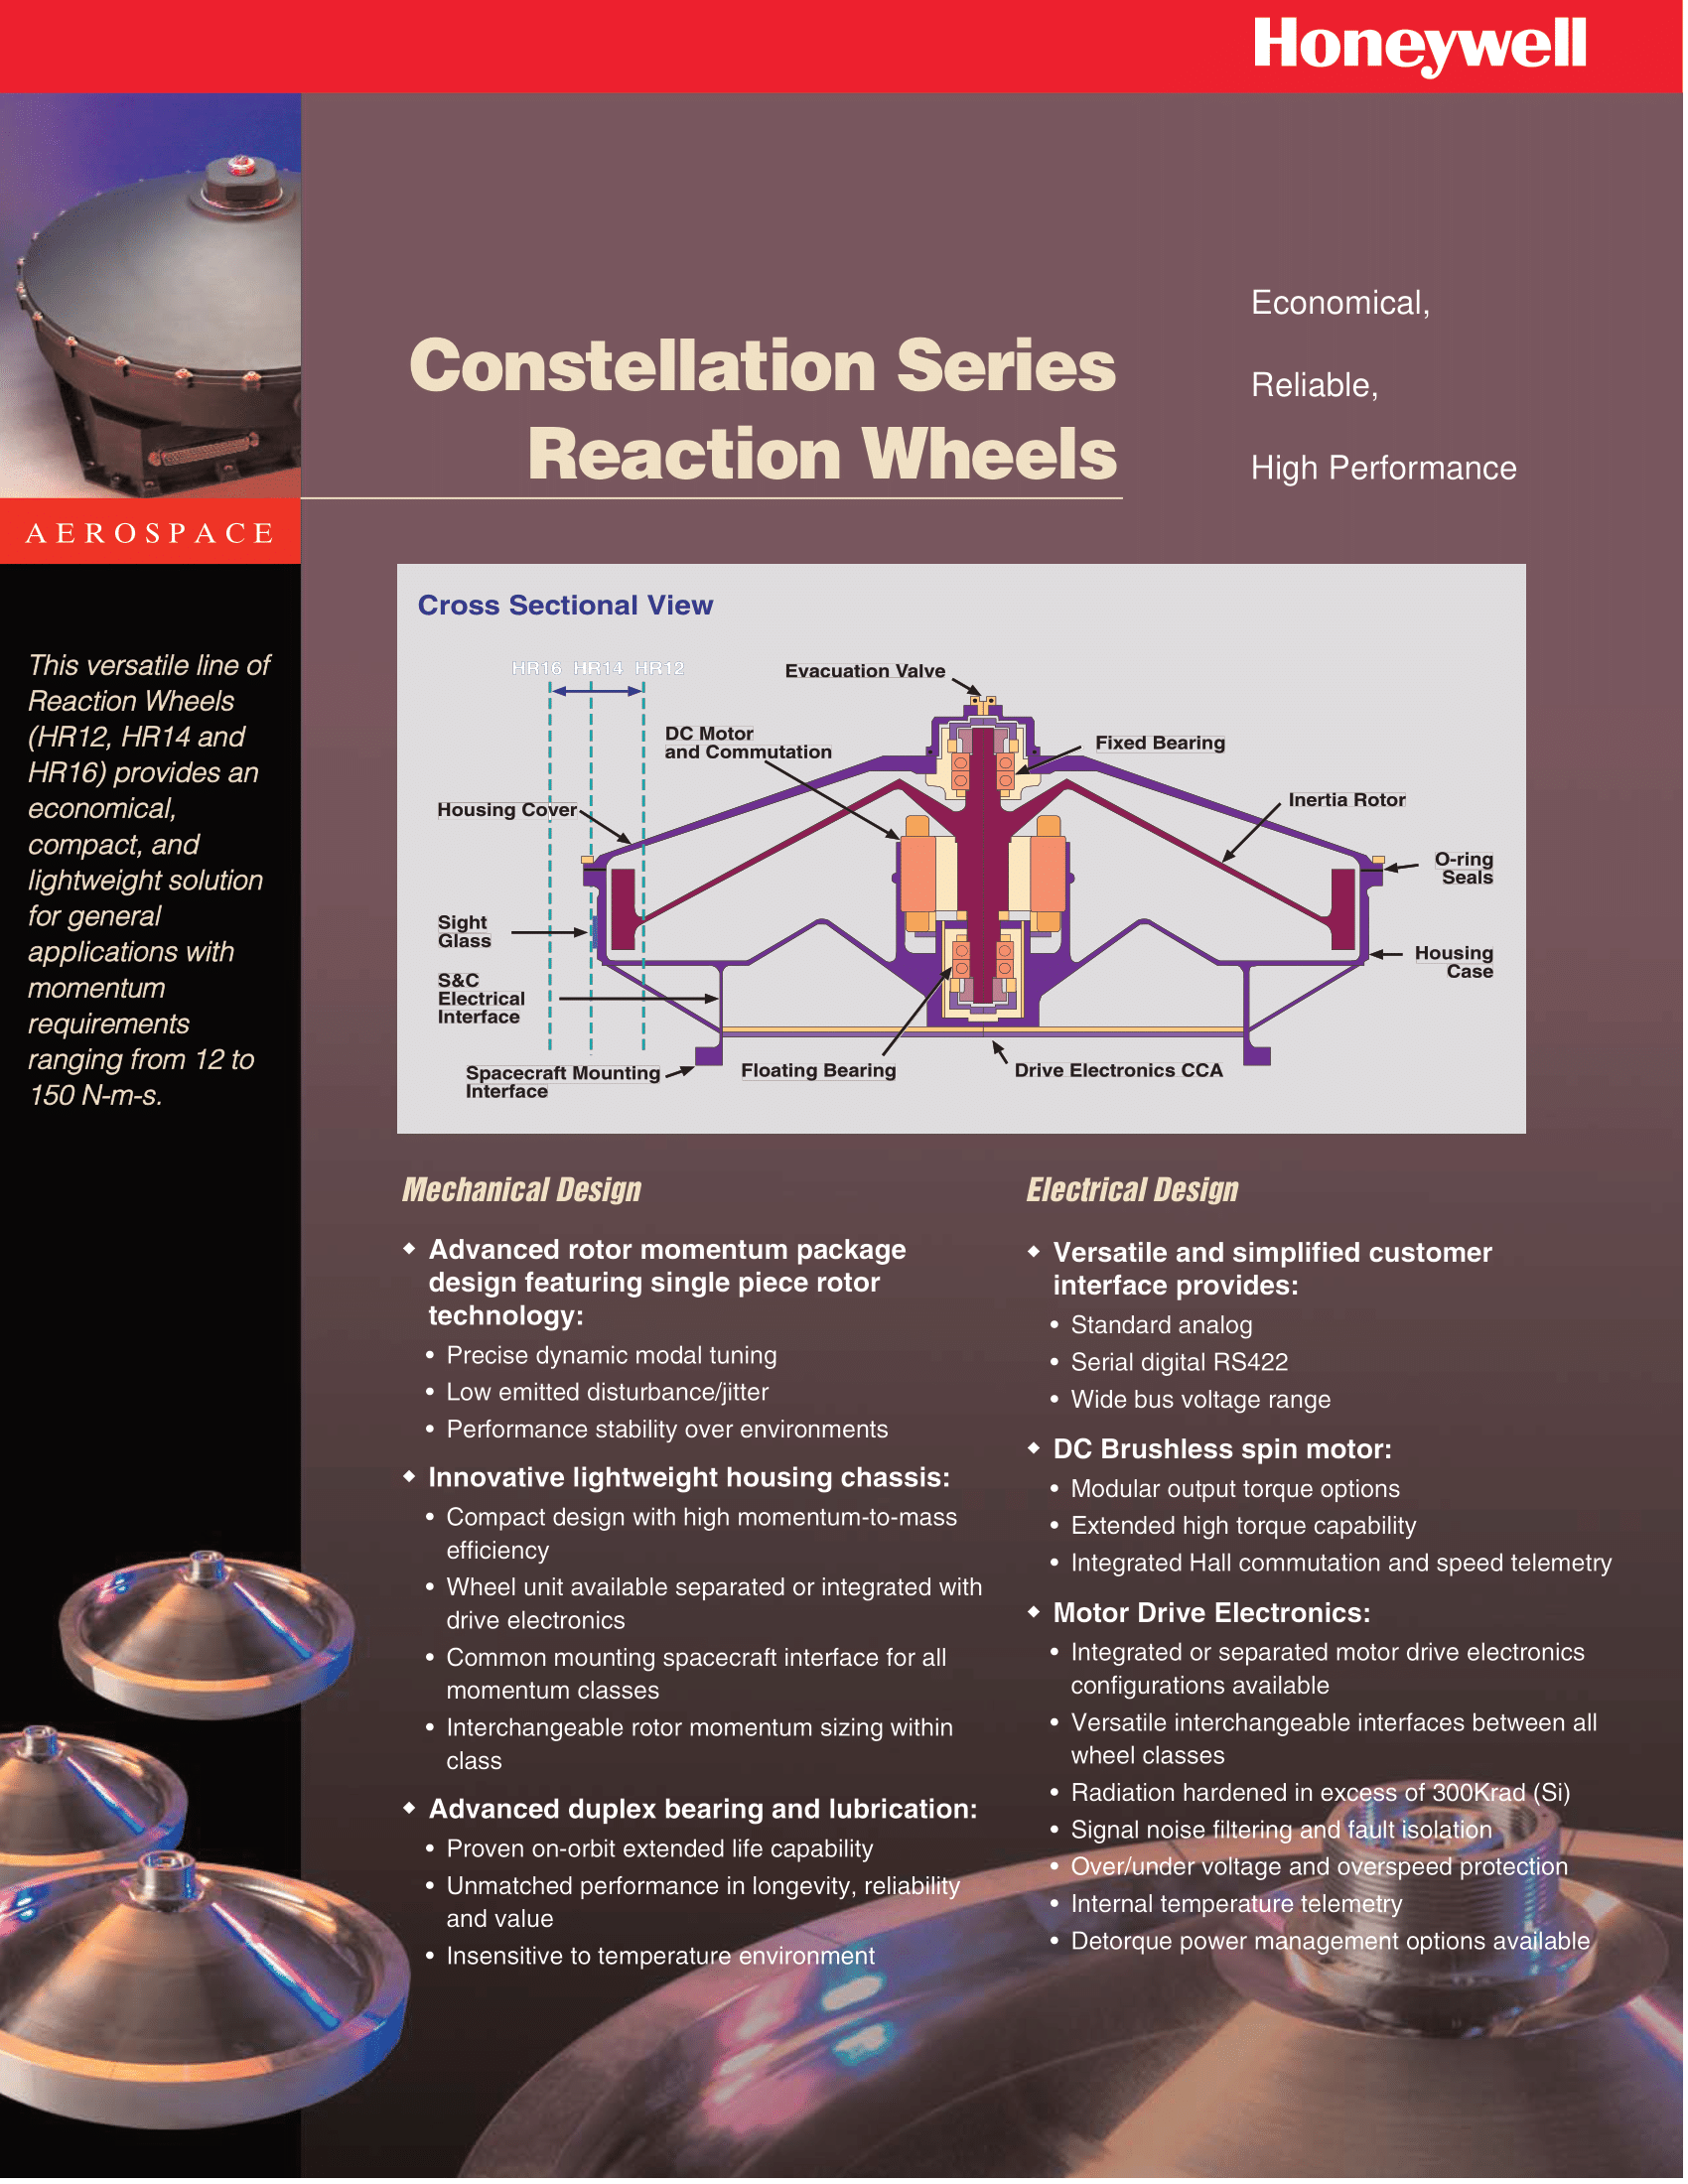 Honeywell
Constellation Series
Reaction Wheels
Economical,
Reliable,
High Performance
AEROSPACE
This versatile line of
Reaction Wheels
(HR12, HR14 and
HR16) provides an
economical,
compact, and
lightweight solution
for general
applications with
momentum
requirements
ranging from 12 to
150 N-m-s.
Cross Sectional View
HR16 HR14 HR12
Evacuation Valve
DC Motor
and Commutation
Fixed Bearing
Housing Cover
Inertia Rotor
O-ring
Seals
Sight
Glass
Housing
Case
S&C
Electrical
Interface
Spacecraft Mounting
Interface
Floating Bearing
Drive Electronics CCA
Mechanical Design
◆ Advanced rotor momentum package
design featuring single piece rotor
technology:
• Precise dynamic modal tuning
• Low emitted disturbance/jitter
• Performance stability over environments
◆ Innovative lightweight housing chassis:
• Compact design with high momentum-to-mass
efficiency
• Wheel unit available separated or integrated with
drive electronics
• Common mounting spacecraft interface for all
momentum classes
• Interchangeable rotor momentum sizing within
class
◆ Advanced duplex bearing and lubrication:
• Proven on-orbit extended life capability
• Unmatched performance in longevity, reliability
and value
• Insensitive to temperature environment
Electrical Design
◆ Versatile and simplified customer
interface provides:
• Standard analog
• Serial digital RS422
• Wide bus voltage range
◆ DC Brushless spin motor:
• Modular output torque options
• Extended high torque capability
• Integrated Hall commutation and speed telemetry
◆ Motor Drive Electronics:
• Integrated or separated motor drive electronics
configurations available
• Versatile interchangeable interfaces between all
wheel classes
• Radiation hardened in excess of 300Krad (Si)
• Signal noise filtering and fault isolation
• Over/under voltage and overspeed protection
• Internal temperature telemetry
• Detorque power management options available